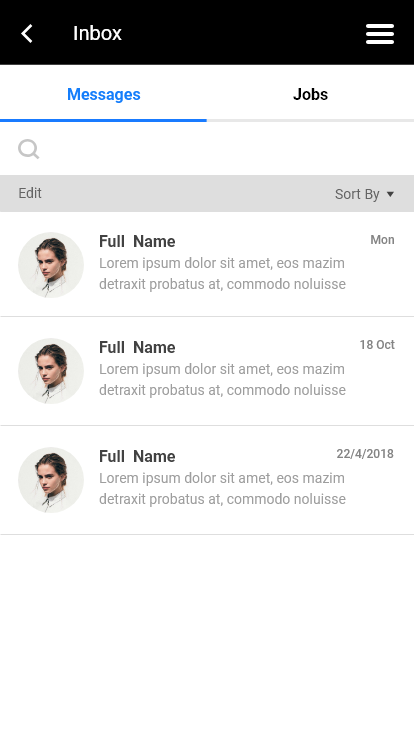 Inbox
Messages
Jobs
Edit
Sort By
Full Name
Mon
Lorem ipsum dolor sit amet, eos mazim
detraxit probatus at, commodo noluisse
Full Name
18 Oct
Lorem ipsum dolor sit amet, eos mazim
detraxit probatus at, commodo noluisse
Full Name
22/4/2018
Lorem ipsum dolor sit amet, eos mazim
detraxit probatus at, commodo noluisse